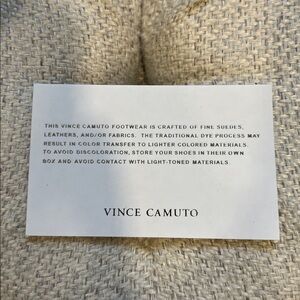 THIS VINCE CAMUTO FOOTWEAR IS CRAFTED OF FINE SUEDES,
LEATHERS, AND/OR FABRICS. THE TRADITIONAL DYE PROCESS MAY
RESULT IN COLOR TRANSFER TO LIGHTER COLORED MATERIALS.
TO AVOID DISCOLORATION, STORE YOUR SHOES IN THEIR OWN
BOX AND AVOID CONTACT WITH LIGHT-TONED MATERIALS.
VINCE CAMUTO